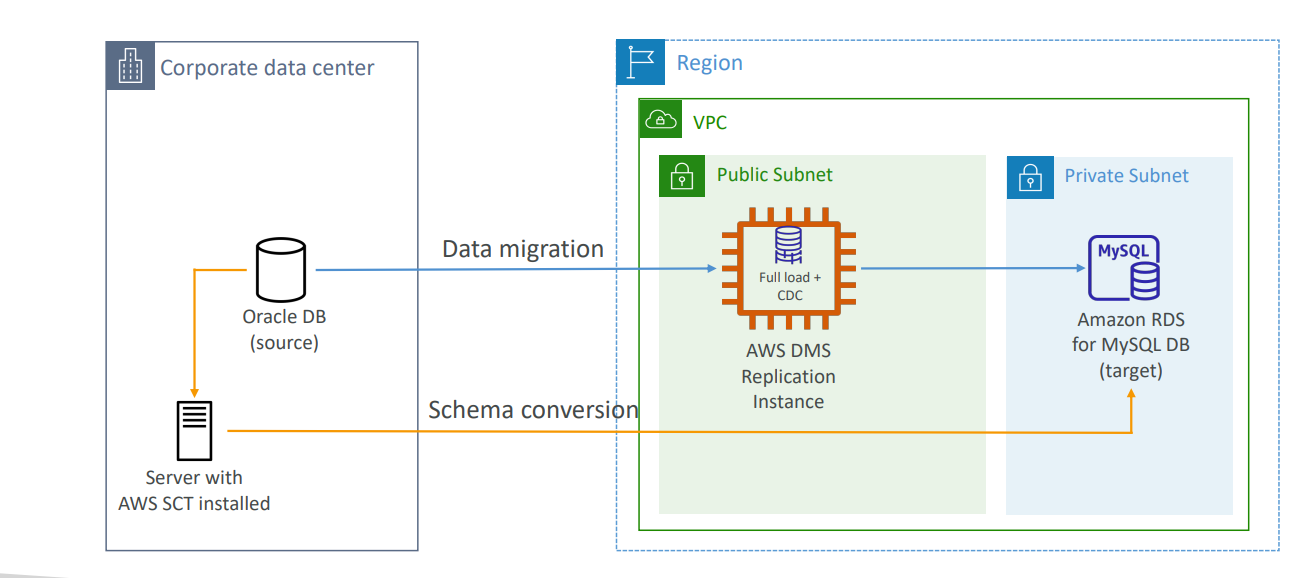 Corporate data center
Region
VPC
Public Subnet
Private Subnet
Data migration
MySQL
Full load +
CDC
Oracle DB
(source)
Amazon RDS
for MySQL DB
(target)
AWS DMS
Replication
Instance
Schema conversion
Server with
AWS SCT installed